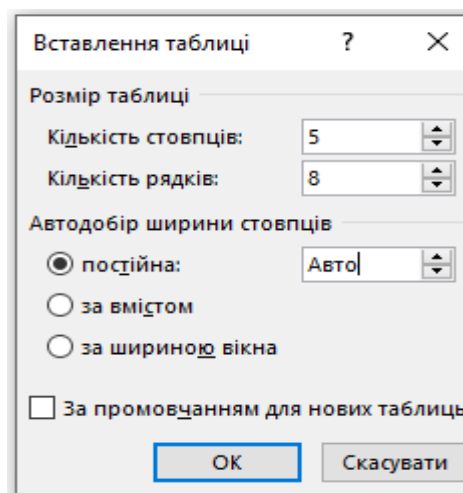 Вставлення таблиці ? ×
Розмір таблиці
Кількість стовпців: 5
Кількість рядків: 8
Автодобір ширини стовпців
постійна: Авто
за вмістом
за шириною вікна
За промовчанням для нових таблиць
ОК Скасувати